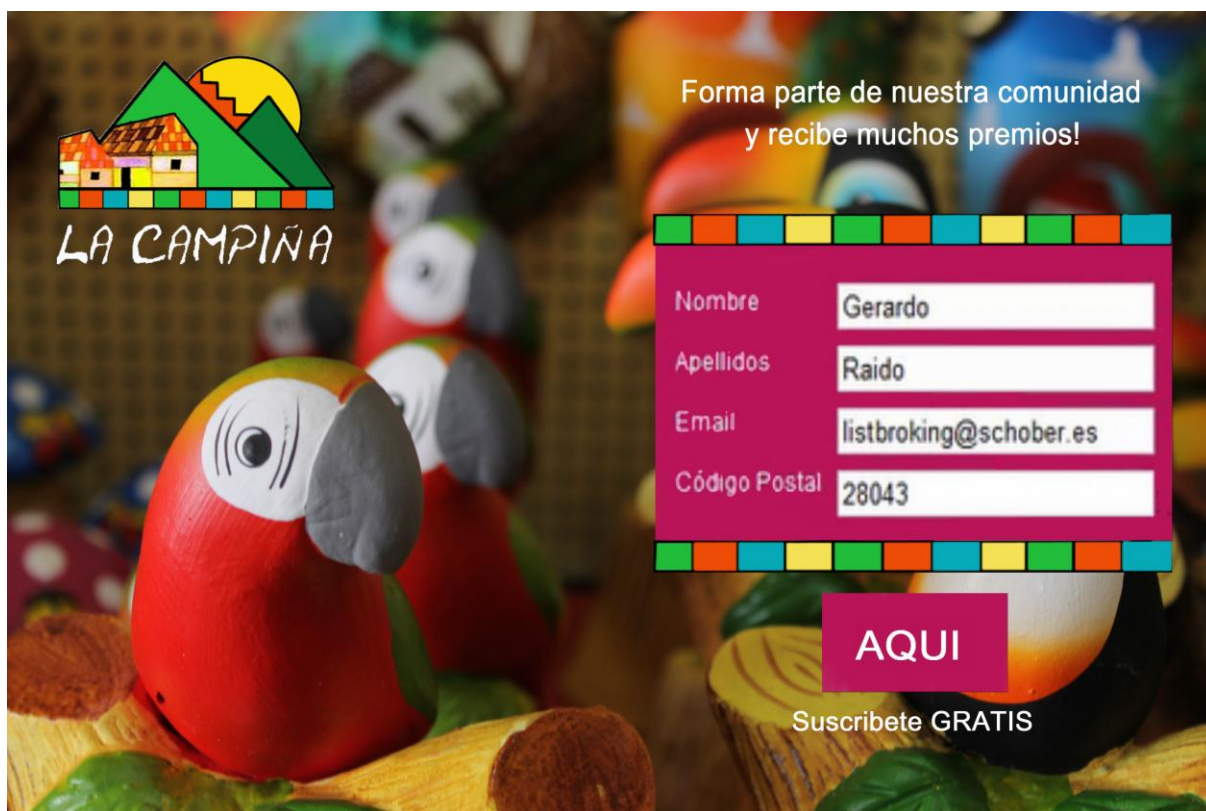 LA CAMPIÑA
Forma parte de nuestra comunidad
y recibe muchos premios!
Nombre Gerardo
Apellidos Raido
Email listbroking@schober.es
Código Postal 28043
AQUI
Suscribete GRATIS